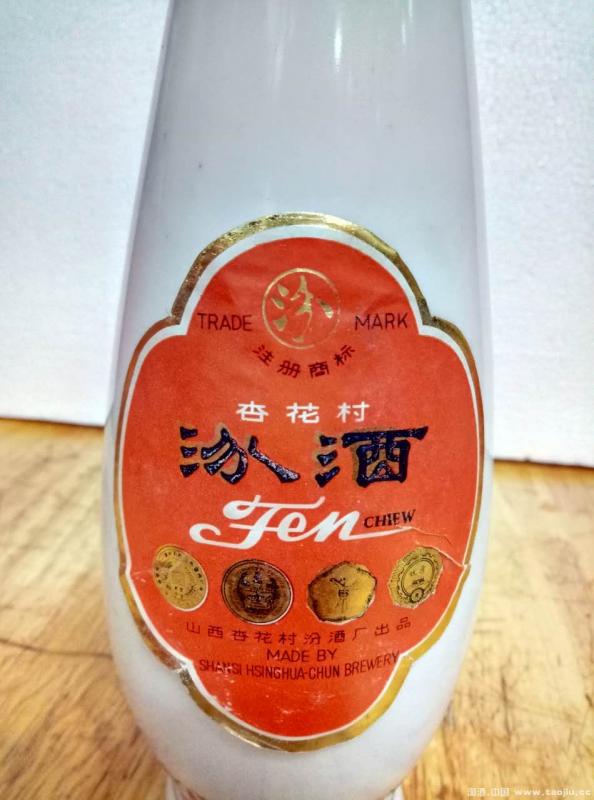 汾
TRADE MARK
注册商标
杏花村
汾酒
Fen CHIEW
山西杏花村汾酒厂出品
MADE BY
SHANSI HSINGHUA-CHUN BREWERY
淘酒.中国 www.taojiu.cc